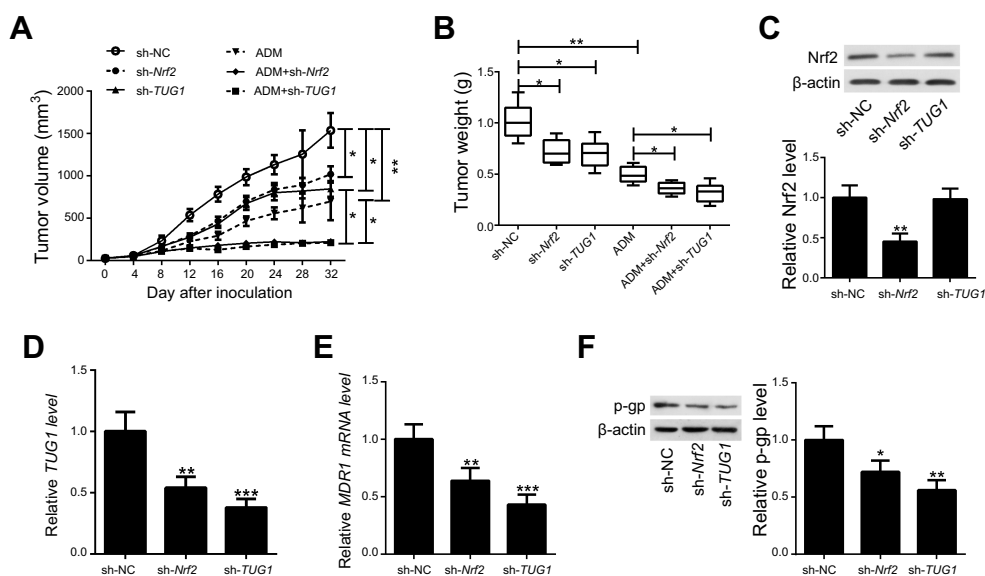 A
sh-NC
sh-Nrf2
sh-TUG1
ADM
ADM+sh-Nrf2
ADM+sh-TUG1
Tumor volume (mm3)
2000
1500
1000
500
0
0 4 8 12 16 20 24 28 32
Day after inoculation
*
*
**
*
*
B
Tumor weight (g)
1.5
1.0
0.5
0.0
**
*
*
*
*
sh-NC
sh-Nrf2
sh-TUG1
ADM
ADM+sh-Nrf2
ADM+sh-TUG1
C
Nrf2
β-actin
sh-NC
sh-Nrf2
sh-TUG1
Relative Nrf2 level
1.5
1.0
0.5
0.0
**
sh-NC sh-Nrf2 sh-TUG1
D
Relative TUG1 level
1.5
1.0
0.5
0.0
**
***
sh-NC sh-Nrf2 sh-TUG1
E
Relative MDR1 mRNA level
1.5
1.0
0.5
0.0
**
***
sh-NC sh-Nrf2 sh-TUG1
F
p-gp
β-actin
sh-NC
sh-Nrf2
sh-TUG1
Relative p-gp level
1.5
1.0
0.5
0.0
*
**
sh-NC sh-Nrf2 sh-TUG1